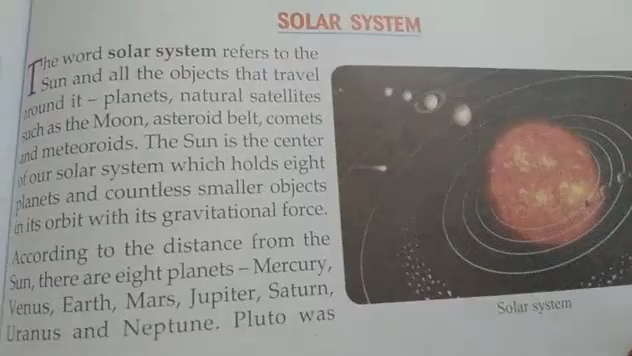 SOLAR SYSTEM
The word solar system refers to the
Sun and all the objects that travel
around it – planets, natural satellites
such as the Moon, asteroid belt, comets
and meteoroids. The Sun is the center
of our solar system which holds eight
planets and countless smaller objects
in its orbit with its gravitational force.
According to the distance from the
Sun, there are eight planets – Mercury,
Venus, Earth, Mars, Jupiter, Saturn,
Uranus and Neptune. Pluto was
Solar system